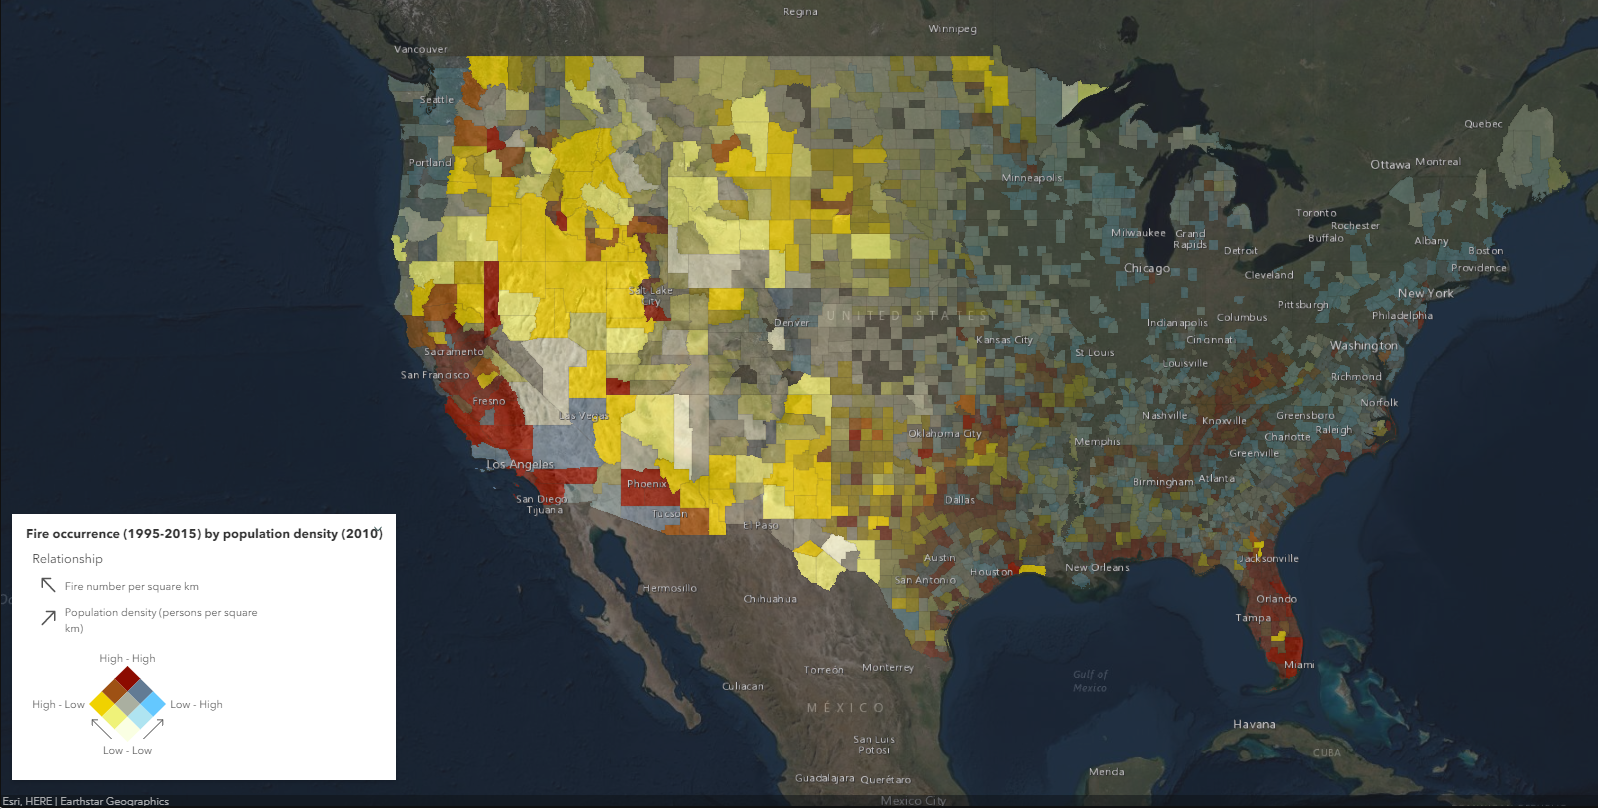 Regina
Winnipeg
Vancouver
Seattle
Quebec
Portland
Ottawa
Montreal
Minneapolis
Toronto
Rochester
Milwaukee
Grand
Rapids
Buffalo
Albany
Detroit
Boston
Chicago
Cleveland
Providence
Salt Lake
City
New York
Pittsburgh
UNITED STATES
Denver
Indianapolis
Columbus
Philadelphia
Kansas City
Cincinnati
Washington
Sacramento
St Louis
Louisville
San Francisco
Richmond
Fresno
Norfolk
Las Vegas
Nashville
Knoxville
Greensboro
Oklahoma City
Memphis
Charlotte
Raleigh
Greenville
Los Angeles
Phoenix
Birmingham
Atlanta
San Diego
Tijuana
Dallas
Tucson
El Paso
Austin
Jacksonville
Houston
New Orleans
San Antonio
Hermosillo
Chihuahua
Orlando
Tampa
Torreón
Monterrey
Miami
Gulf of
Mexico
Culiacan
MÉXICO
Havana
San Luis
Potosi
CUBA
Merida
Guadalajara
Querétaro
Mexico City
Fire occurrence (1995-2015) by population density (2010)
Relationship
Fire number per square km
Population density (persons per square
km)
High - High
High - Low
Low - High
Low - Low
Esri, HERE | Earthstar Geographics